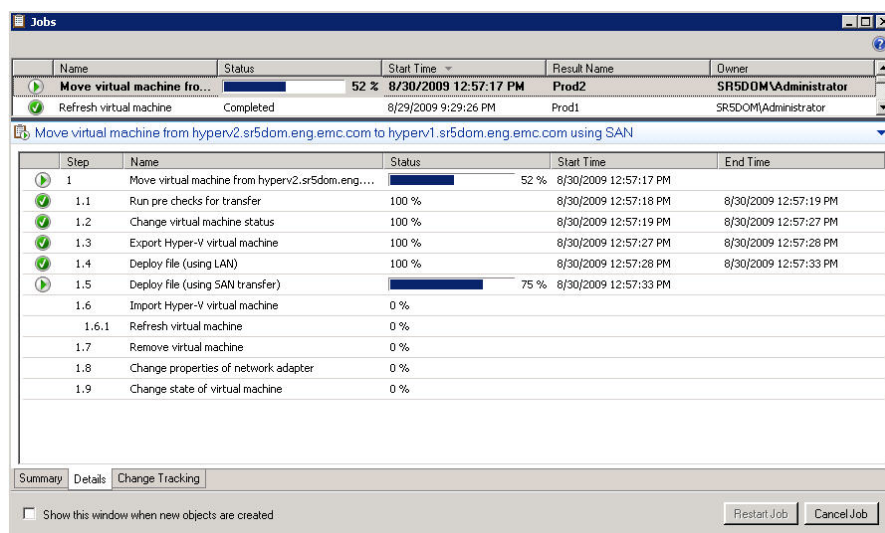 Jobs
Name Status Start Time Result Name Owner
Move virtual machine fro... 52 % 8/30/2009 12:57:17 PM Prod2 SR5DOM\Administrator
Refresh virtual machine Completed 8/29/2009 9:29:26 PM Prod1 SR5DOM\Administrator
Move virtual machine from hyperv2.sr5dom.eng.emc.com to hyperv1.sr5dom.eng.emc.com using SAN
Step Name Status Start Time End Time
1 Move virtual machine from hyperv2.sr5dom.eng.... 52 % 8/30/2009 12:57:17 PM
1.1 Run pre checks for transfer 100 % 8/30/2009 12:57:18 PM 8/30/2009 12:57:19 PM
1.2 Change virtual machine status 100 % 8/30/2009 12:57:19 PM 8/30/2009 12:57:27 PM
1.3 Export Hyper-V virtual machine 100 % 8/30/2009 12:57:27 PM 8/30/2009 12:57:28 PM
1.4 Deploy file (using LAN) 100 % 8/30/2009 12:57:28 PM 8/30/2009 12:57:33 PM
1.5 Deploy file (using SAN transfer) 75 % 8/30/2009 12:57:33 PM
1.6 Import Hyper-V virtual machine 0 %
1.6.1 Refresh virtual machine 0 %
1.7 Remove virtual machine 0 %
1.8 Change properties of network adapter 0 %
1.9 Change state of virtual machine 0 %
Summary Details Change Tracking
Show this window when new objects are created Restart Job Cancel Job